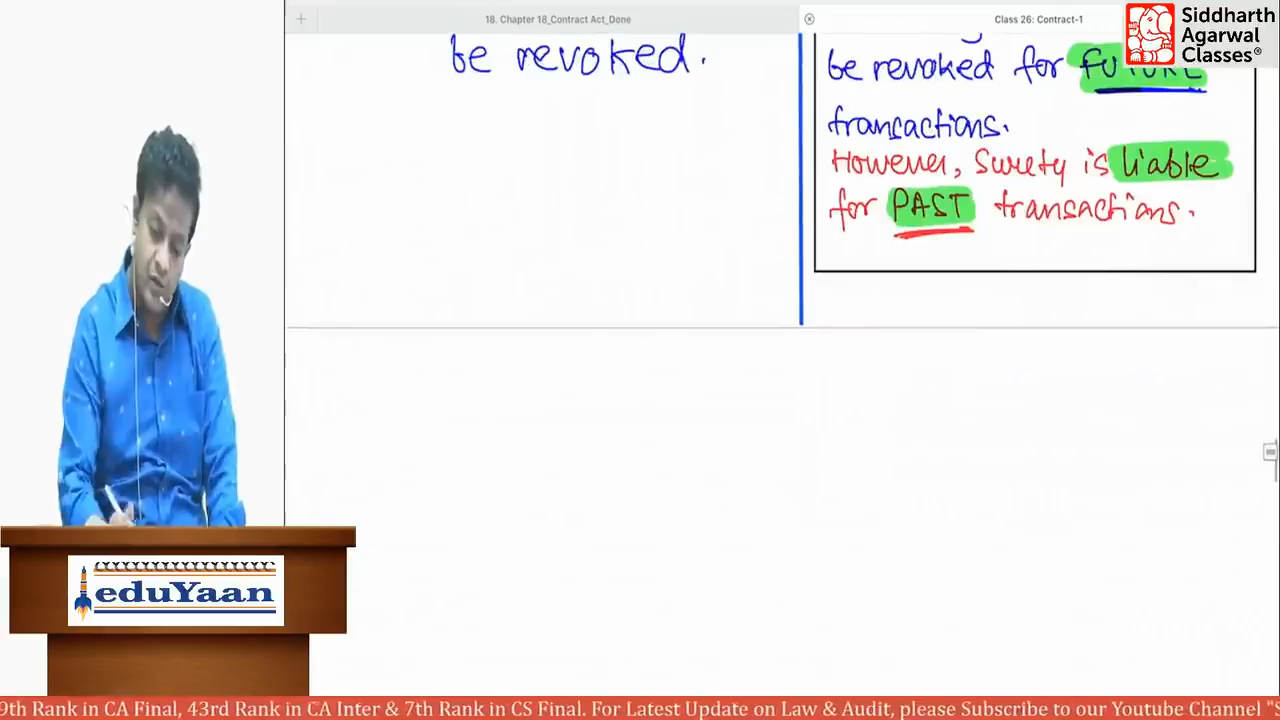 18. Chapter 18_Contract Act_Done
Class 26: Contract-1
Siddharth
Agarwal
Classes®
be revoked.
be revoked for FUTURE
transactions.
However, Surety is liable
for PAST transactions.
eduYaan
9th Rank in CA Final, 43rd Rank in CA Inter & 7th Rank in CS Final. For Latest Update on Law & Audit, please Subscribe to our Youtube Channel "S